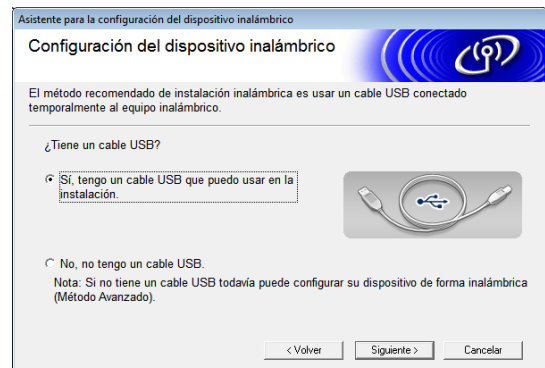 Asistente para la configuración del dispositivo inalámbrico
Configuración del dispositivo inalámbrico
El método recomendado de instalación inalámbrica es usar un cable USB conectado
temporalmente al equipo inalámbrico.
¿Tiene un cable USB?
Sí, tengo un cable USB que puedo usar en la
instalación.
No, no tengo un cable USB.
Nota: Si no tiene un cable USB todavía puede configurar su dispositivo de forma inalámbrica
(Método Avanzado).
< Volver
Siguiente >
Cancelar